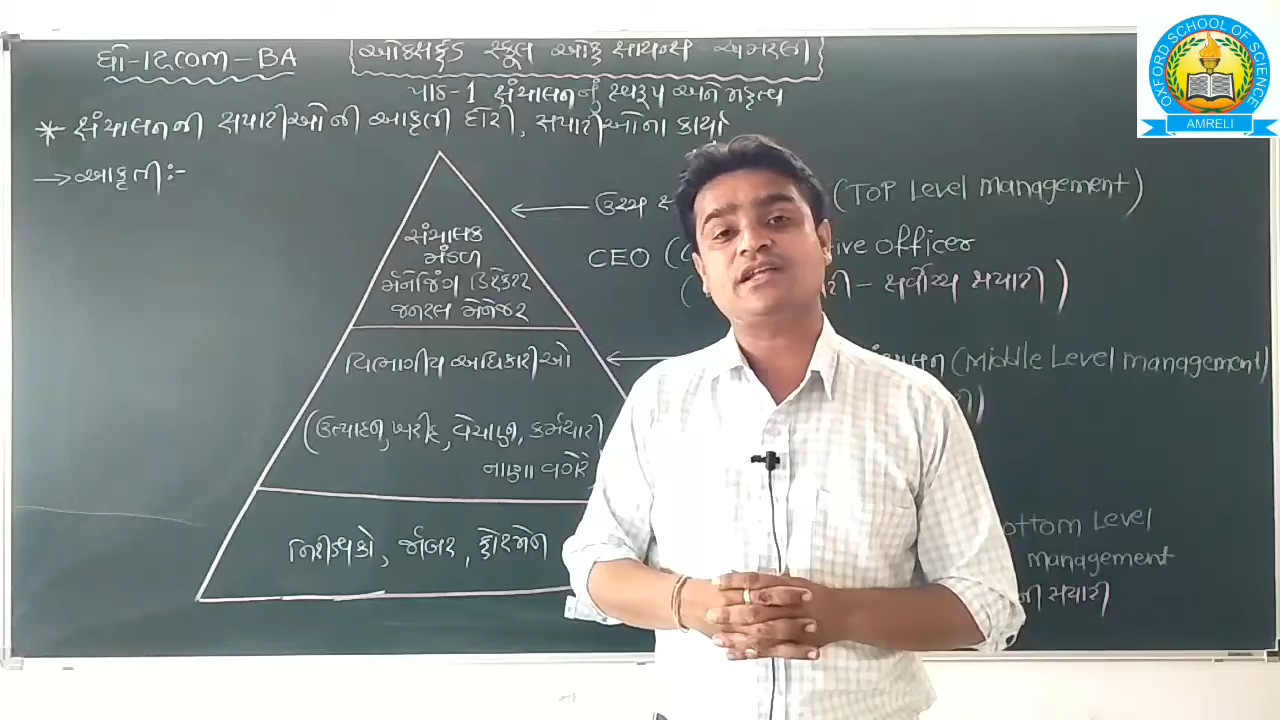 ધો-12 com - BA
ઓક્સફર્ડ સ્કૂલ ઓફ સાયન્સ - અમરેલી
પાઠ-1 સંચાલનનું સ્વરૂપ અને મહત્વ
* સંચાલનની સપાટીઓની આકૃતી દોરી, સપાટીઓના કાર્યો
→ આકૃતી:-
ઉચ્ચ (TOP Level management)
સંચાલક
મંડળ
મેનેજિંગ ડિરેક્ટર
જનરલ મેનેજર
CEO ( officer
- સર્વોચ્ચ સપાટી)
વિભાગીય અધિકારીઓ
(Middle Level management)
(ઉત્પાદન, ખરીદ, વેચાણ, કર્મચારી
નાણા વગેરે
નિરીક્ષકો, જોબર, ફોરમેન
Level
management
સપાટી
OXFORD SCHOOL OF SCIENCE
AMRELI